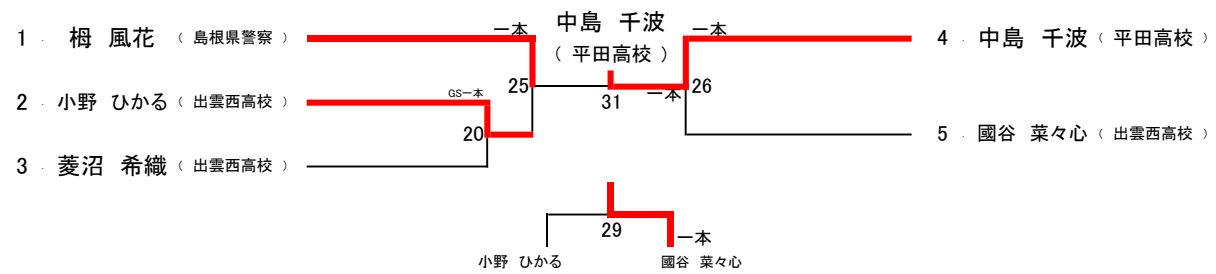 中島 千波
( 平田高校 )
1 栂 風花 ( 島根県警察 )
一本
一本
4 中島 千波 ( 平田高校 )
25
31
一本
26
2 小野 ひかる ( 出雲西高校 )
GS一本
20
5 國谷 菜々心 ( 出雲西高校 )
3 菱沼 希織 ( 出雲西高校 )
29
一本
小野 ひかる
國谷 菜々心